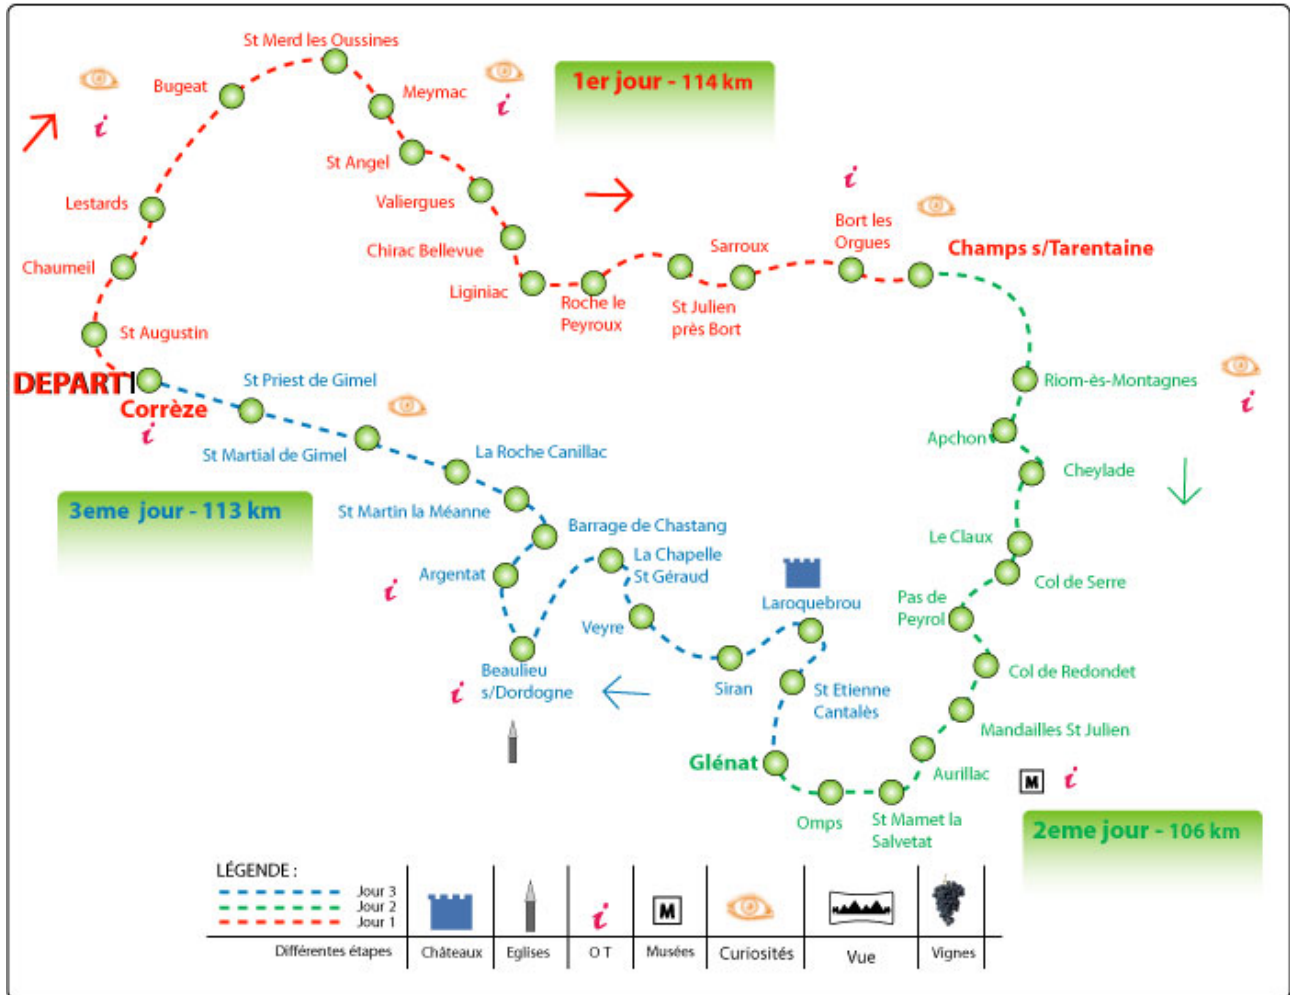 St Merd les Oussines
Bugeat
Meymac
1er jour - 114 km
i
i
St Angel
Lestards
Valiergues
i
Bort les
Orgues
Chirac Bellevue
Sarroux
Champs s/Tarentaine
Chaumeil
Liginiac
Roche le
Peyroux
St Julien
près Bort
St Augustin
DEPART
Corrèze
i
St Priest de Gimel
Riom-ès-Montagnes
i
St Martial de Gimel
La Roche Canillac
Apchon
Cheylade
3eme jour - 113 km
St Martin la Méanne
Barrage de Chastang
Le Claux
La Chapelle
St Géraud
Argentat
i
Col de Serre
Laroquebrou
Pas de
Peyrol
Veyre
Beaulieu
s/Dordogne
i
Siran
St Etienne
Cantalès
Col de Redondet
Mandailles St Julien
Glénat
Aurillac
M
i
Omps
St Mamet la
Salvetat
2eme jour - 106 km
LÉGENDE :
Jour 3
Jour 2
Jour 1
i
M
Différentes étapes
Châteaux
Eglises
O T
Musées
Curiosités
Vue
Vignes